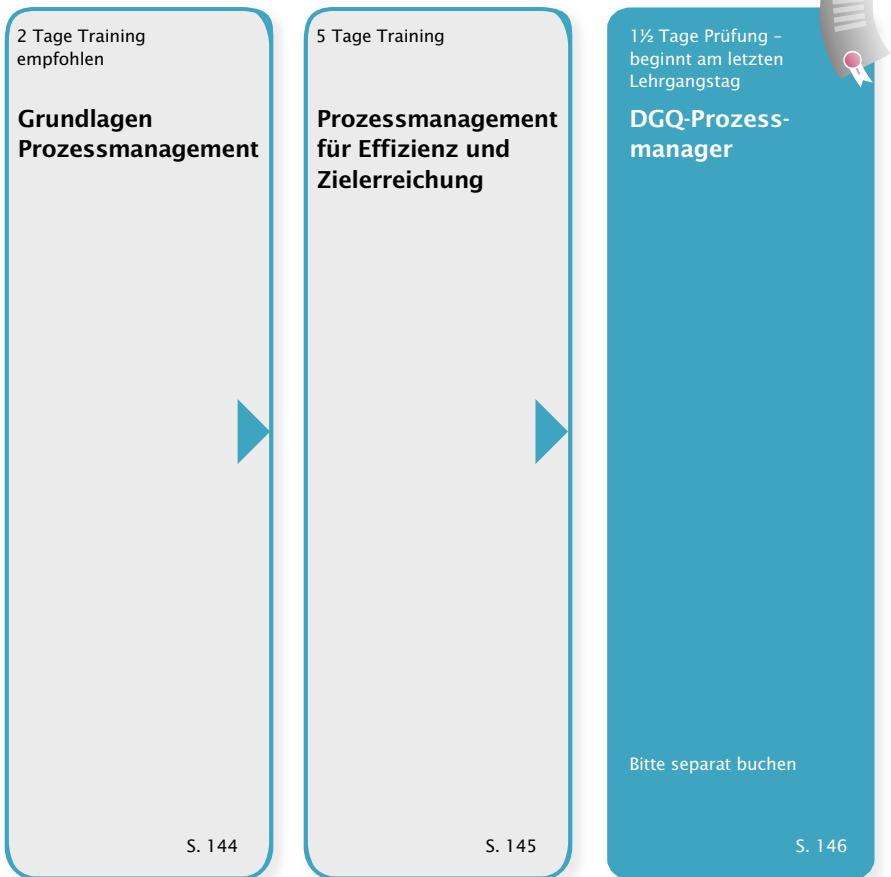 2 Tage Training
empfohlen
Grundlagen
Prozessmanagement
S. 144
5 Tage Training
Prozessmanagement
für Effizienz und
Zielerreichung
S. 145
1½ Tage Prüfung –
beginnt am letzten
Lehrgangstag
DGQ-Prozess-
manager
Bitte separat buchen
S. 146